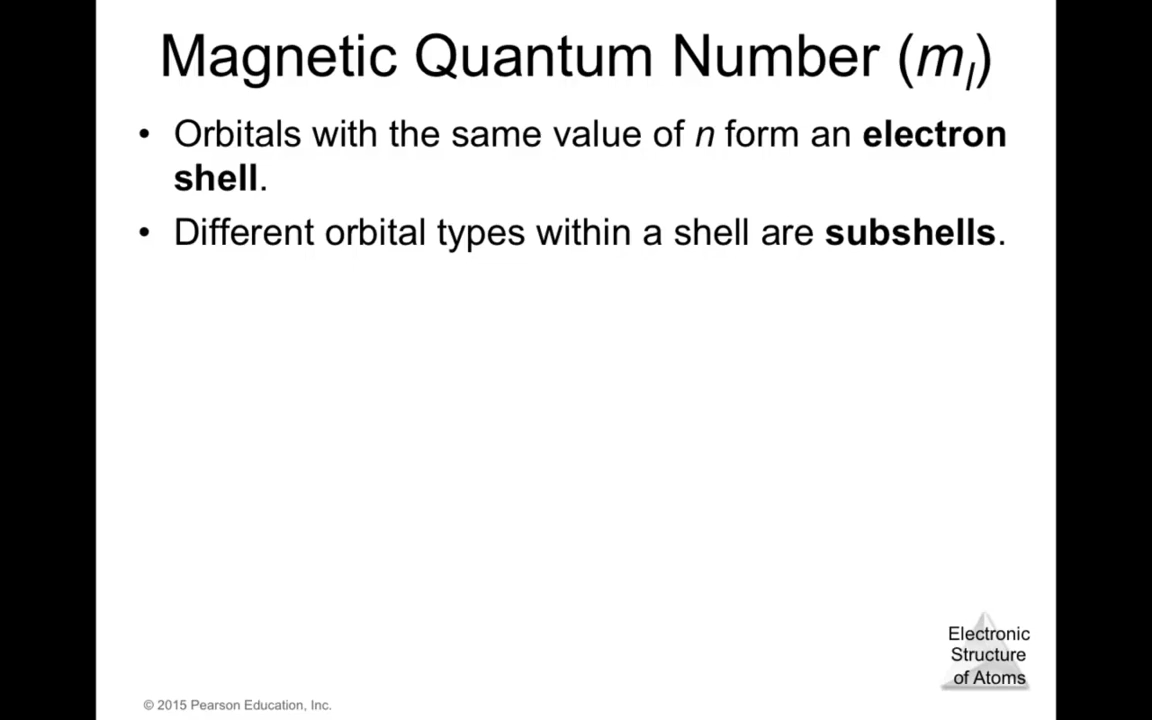 Magnetic Quantum Number (ml)
• Orbitals with the same value of n form an electron
shell.
• Different orbital types within a shell are subshells.
Electronic
Structure
of Atoms
© 2015 Pearson Education, Inc.